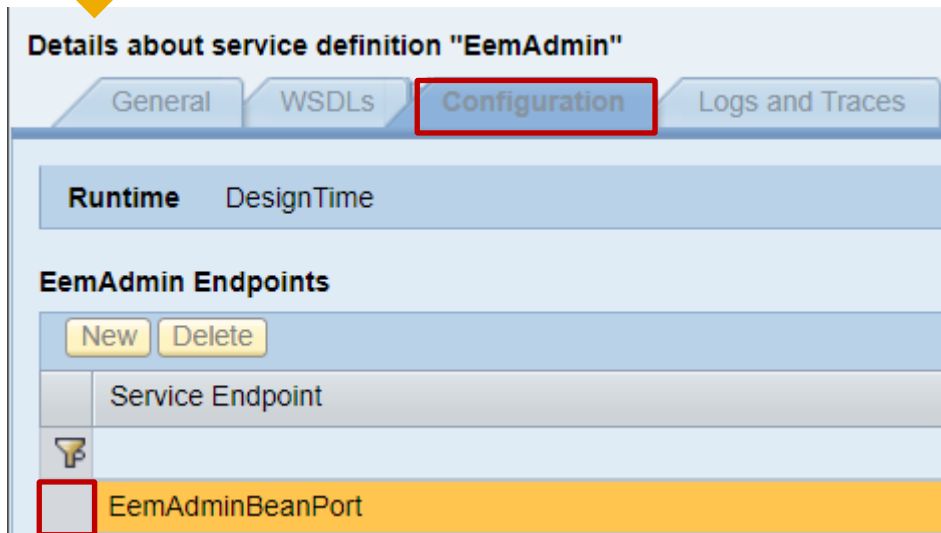 Details about service definition "EemAdmin"
General WSDLs Configuration Logs and Traces
Runtime DesignTime
EemAdmin Endpoints
New Delete
Service Endpoint
EemAdminBeanPort